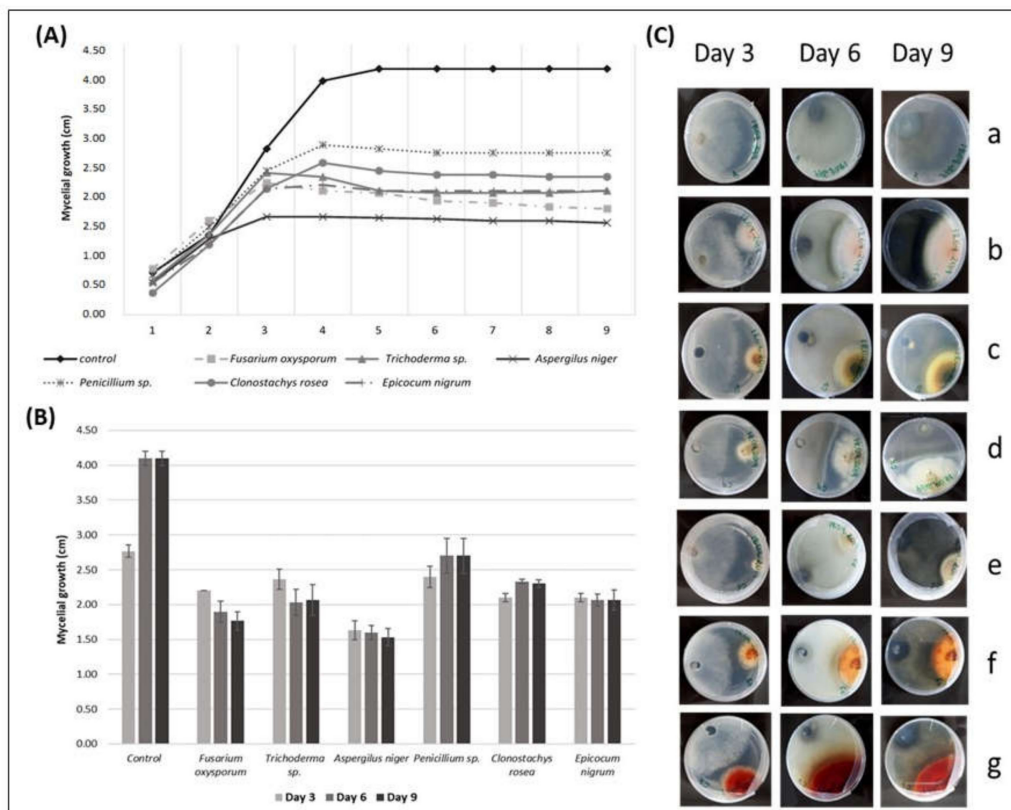 (A)
Mycelial growth (cm)
4.50
4.00
3.50
3.00
2.50
2.00
1.50
1.00
0.50
0.00
1 2 3 4 5 6 7 8 9
control Fusarium oxysporum Trichoderma sp. Aspergilus niger
Penicillium sp. Clonostachys rosea Epicocum nigrum
(B)
Mycelial growth (cm)
4.50
4.00
3.50
3.00
2.50
2.00
1.50
1.00
0.50
0.00
Control Fusarium oxysporum Trichoderma sp. Aspergilus niger Penicillium sp. Clonostachys rosea Epicocum nigrum
Day 3 Day 6 Day 9
(C)
Day 3 Day 6 Day 9
a
b
c
d
e
f
g